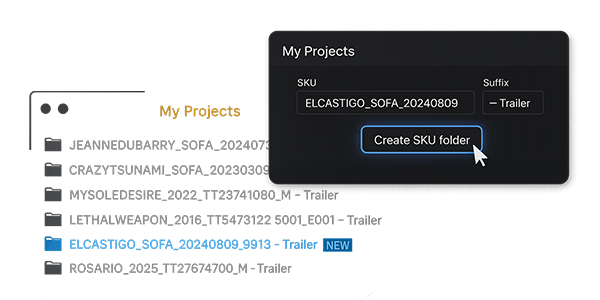 My Projects
SKU
Suffix
ELCASTIGO_SOFA_20240809
– Trailer
Create SKU folder
My Projects
JEANNEDUBARRY_SOFA_2024073
CRAZYTSUNAMI_SOFA_20230309
MYSOLEDESIRE_2022_TT23741080_M – Trailer
LETHALWEAPON_2016_TT5473122 5001_E001 – Trailer
ELCASTIGO_SOFA_20240809_9913 - Trailer NEW
ROSARIO_2025_TT27674700_M - Trailer